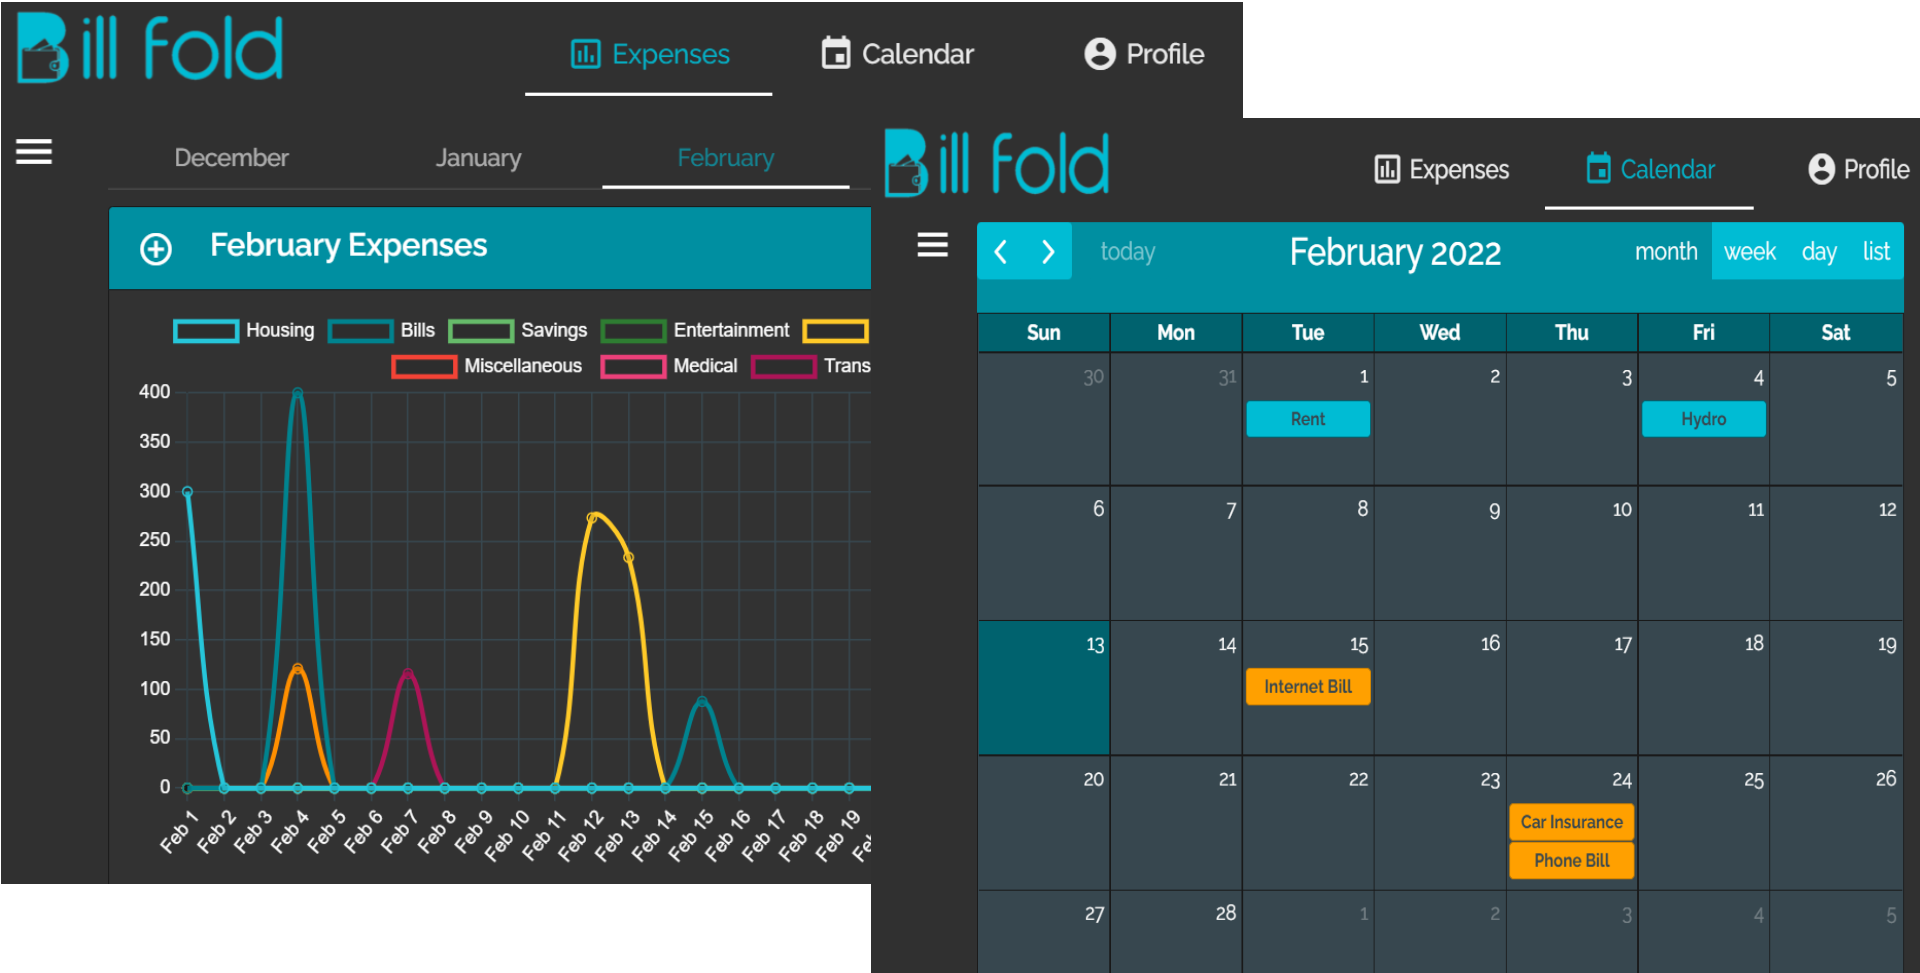 Bill Fold
Expenses
Calendar
Profile
December
January
February
February Expenses
Housing
Bills
Savings
Entertainment
Miscellaneous
Medical
Trans
400
350
300
250
200
150
100
50
0
Feb 1
Feb 2
Feb 3
Feb 4
Feb 5
Feb 6
Feb 7
Feb 8
Feb 9
Feb 10
Feb 11
Feb 12
Feb 13
Feb 14
Feb 15
Feb 16
Feb 17
Feb 18
Feb 19
Bill Fold
Expenses
Calendar
Profile
today
February 2022
month week day list
Sun Mon Tue Wed Thu Fri Sat
30 31 1 2 3 4 5
Rent Hydro
6 7 8 9 10 11 12
13 14 15 16 17 18 19
Internet Bill
20 21 22 23 24 25 26
Car Insurance
Phone Bill
27 28 1 2 3 4 5